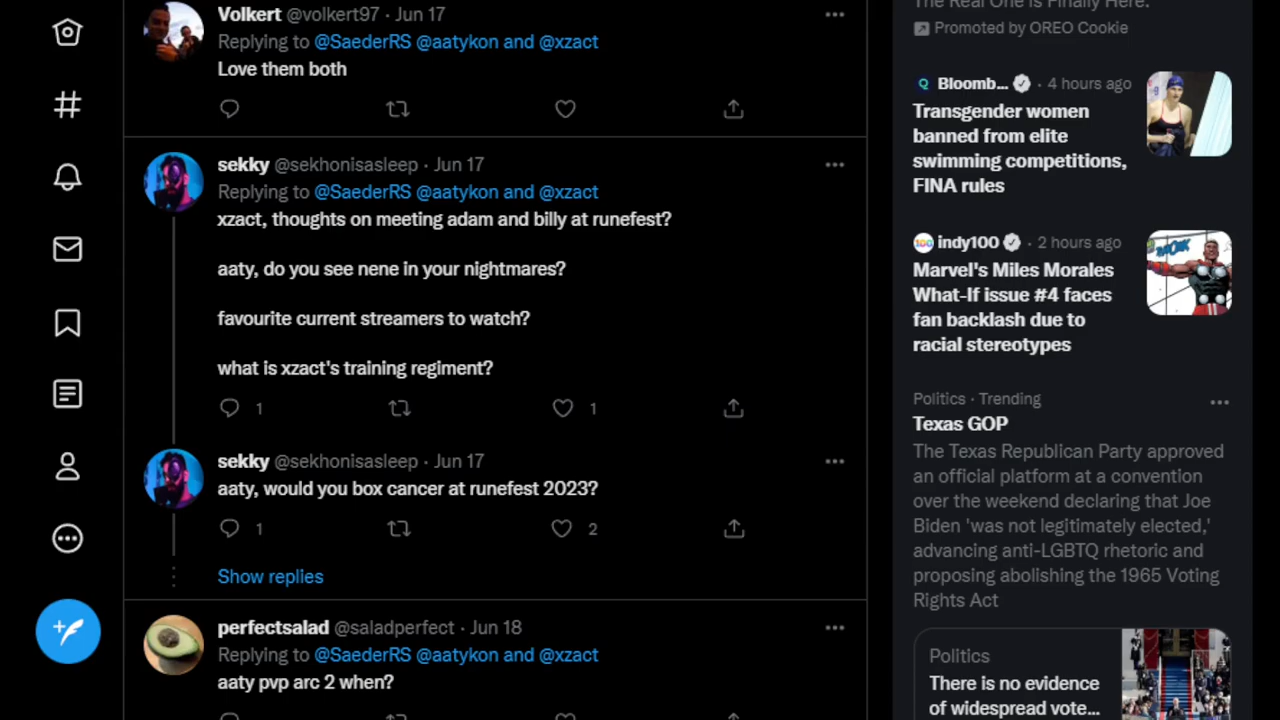 Volkert @volkert97 · Jun 17
Replying to @SaederRS @aatykon and @xzact
Love them both
sekky @sekhonisasleep · Jun 17
Replying to @SaederRS @aatykon and @xzact
xzact, thoughts on meeting adam and billy at runefest?
aaty, do you see nene in your nightmares?
favourite current streamers to watch?
what is xzact's training regiment?
1
1
sekky @sekhonisasleep · Jun 17
aaty, would you box cancer at runefest 2023?
1
2
Show replies
perfectsalad @saladperfect · Jun 18
Replying to @SaederRS @aatykon and @xzact
aaty pvp arc 2 when?
The Real One Is Finally Here.
Promoted by OREO Cookie
Bloomb... · 4 hours ago
Transgender women
banned from elite
swimming competitions,
FINA rules
indy100 · 2 hours ago
Marvel's Miles Morales
What-If issue #4 faces
fan backlash due to
racial stereotypes
Politics · Trending
Texas GOP
The Texas Republican Party approved
an official platform at a convention
over the weekend declaring that Joe
Biden 'was not legitimately elected,'
advancing anti-LGBTQ rhetoric and
proposing abolishing the 1965 Voting
Rights Act
Politics
There is no evidence
of widespread vote...